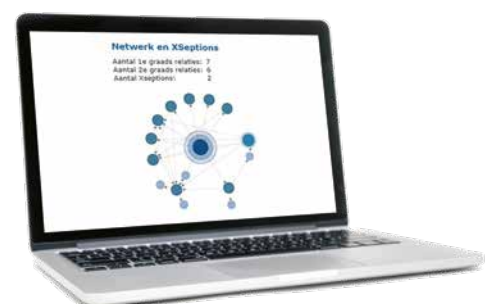 Netwerk en XSeptions
Aantal 1e graads relaties: 7
Aantal 2e graads relaties: 6
Aantal Xseptions: 2